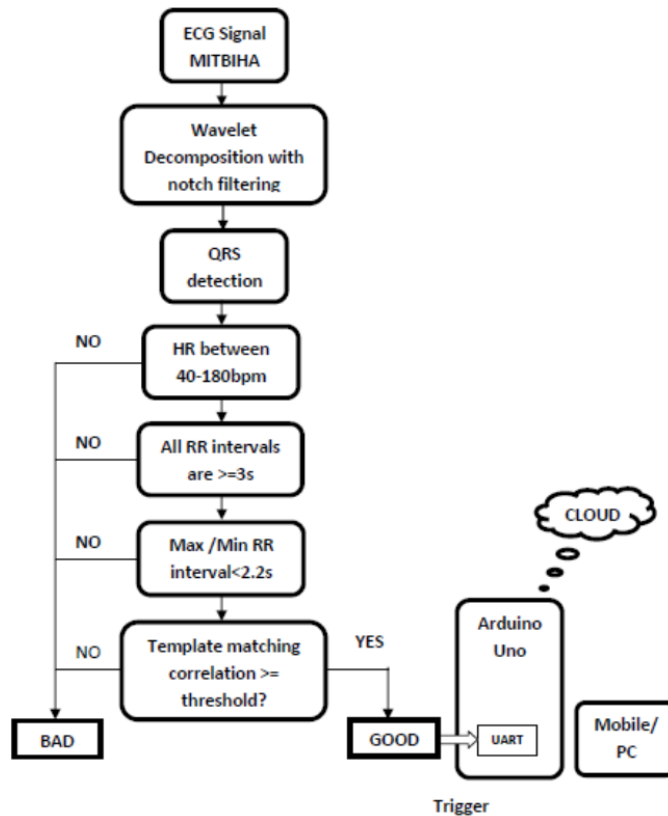 ECG Signal
MITBIHA
Wavelet
Decomposition with
notch filtering
QRS
detection
NO
HR between
40-180bpm
NO
All RR intervals
are >=3s
NO
Max /Min RR
interval<2.2s
NO
Template matching
correlation >=
threshold?
YES
BAD
GOOD
CLOUD
Arduino
Uno
UART
Mobile/
PC
Trigger